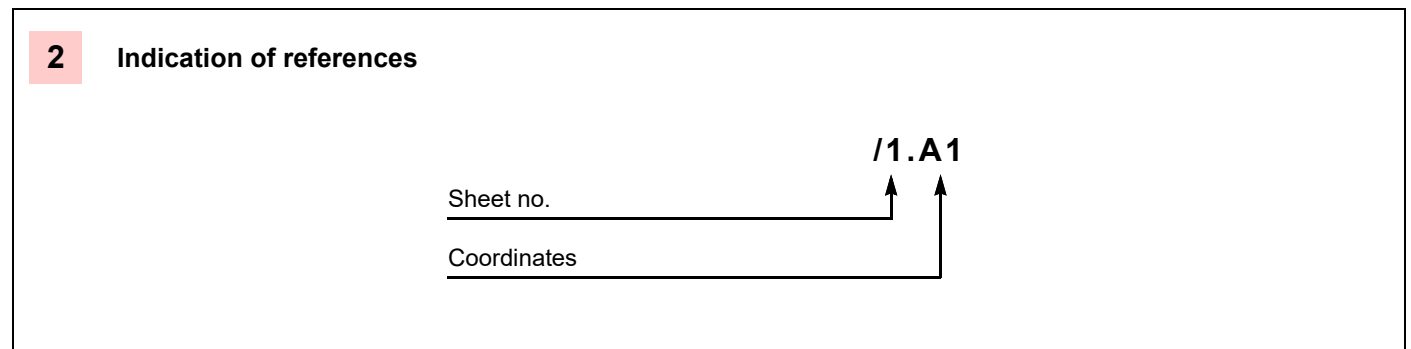 2 Indication of references
/1.A1
Sheet no.
Coordinates